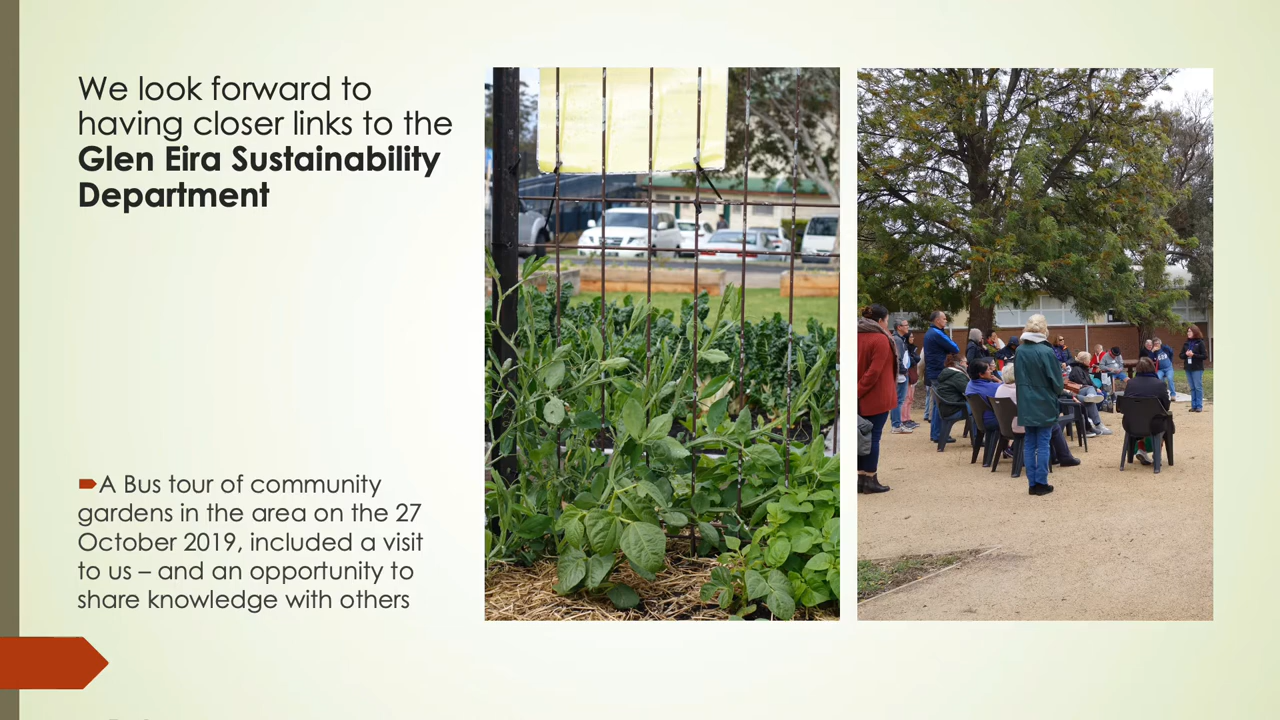 We look forward to
having closer links to the
Glen Eira Sustainability
Department
A Bus tour of community
gardens in the area on the 27
October 2019, included a visit
to us – and an opportunity to
share knowledge with others